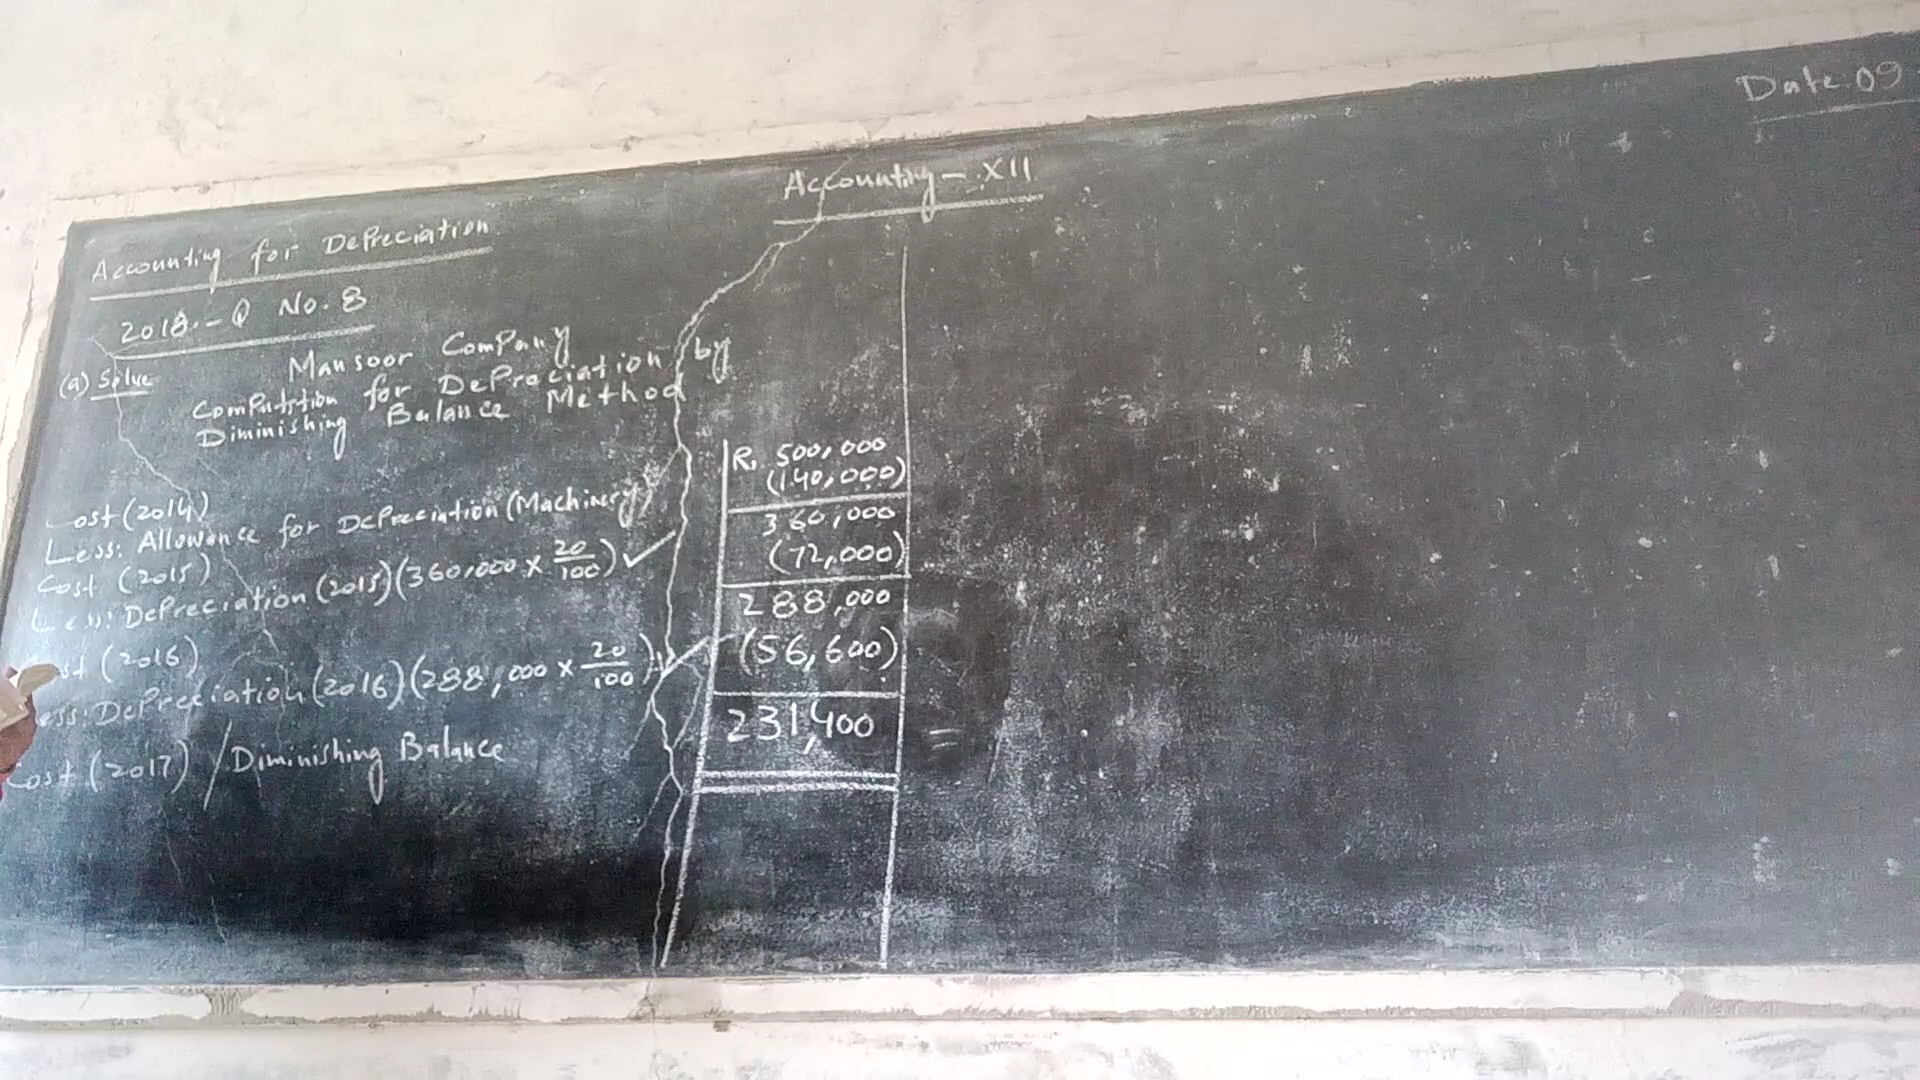 Date 09
Accounting - XII
Accounting for Depreciation
2018 - Q No. 8
(a) Solve
Mansoor Company
Computation for Depreciation by
Diminishing Balance Method
Cost (2014) Rs 500,000
Less: Allowance for Depreciation (Machinery) (140,000)
Cost (2015) 360,000
Less: Depreciation (2015) (360,000 × 20/100) ✓ (72,000)
Cost (2016) 288,000
Less: Depreciation (2016) (288,000 × 20/100) ✓ (56,600)
Cost (2017) / Diminishing Balance 231,400 =